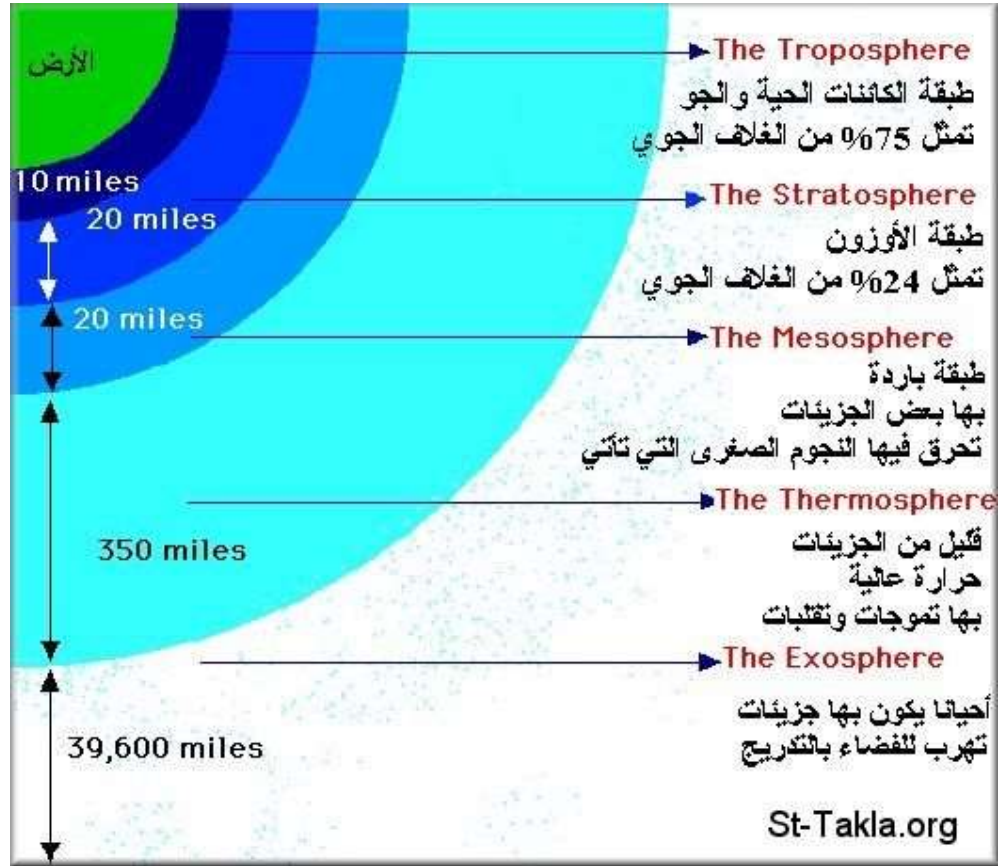 الأرض
The Troposphere
طبقة الكائنات الحية والجو
تمثل 75% من الغلاف الجوي
10 miles
The Stratosphere
20 miles
طبقة الأوزون
تمثل 24% من الغلاف الجوي
20 miles
The Mesosphere
طبقة باردة
بها بعض الجزيئات
تحرق فيها النجوم الصغرى التي تأتي
The Thermosphere
قليل من الجزيئات
350 miles
حرارة عالية
بها تموجات وتقلبات
The Exosphere
أحيانا يكون بها جزيئات
تهرب للفضاء بالتدريج
39,600 miles
St-Takla.org